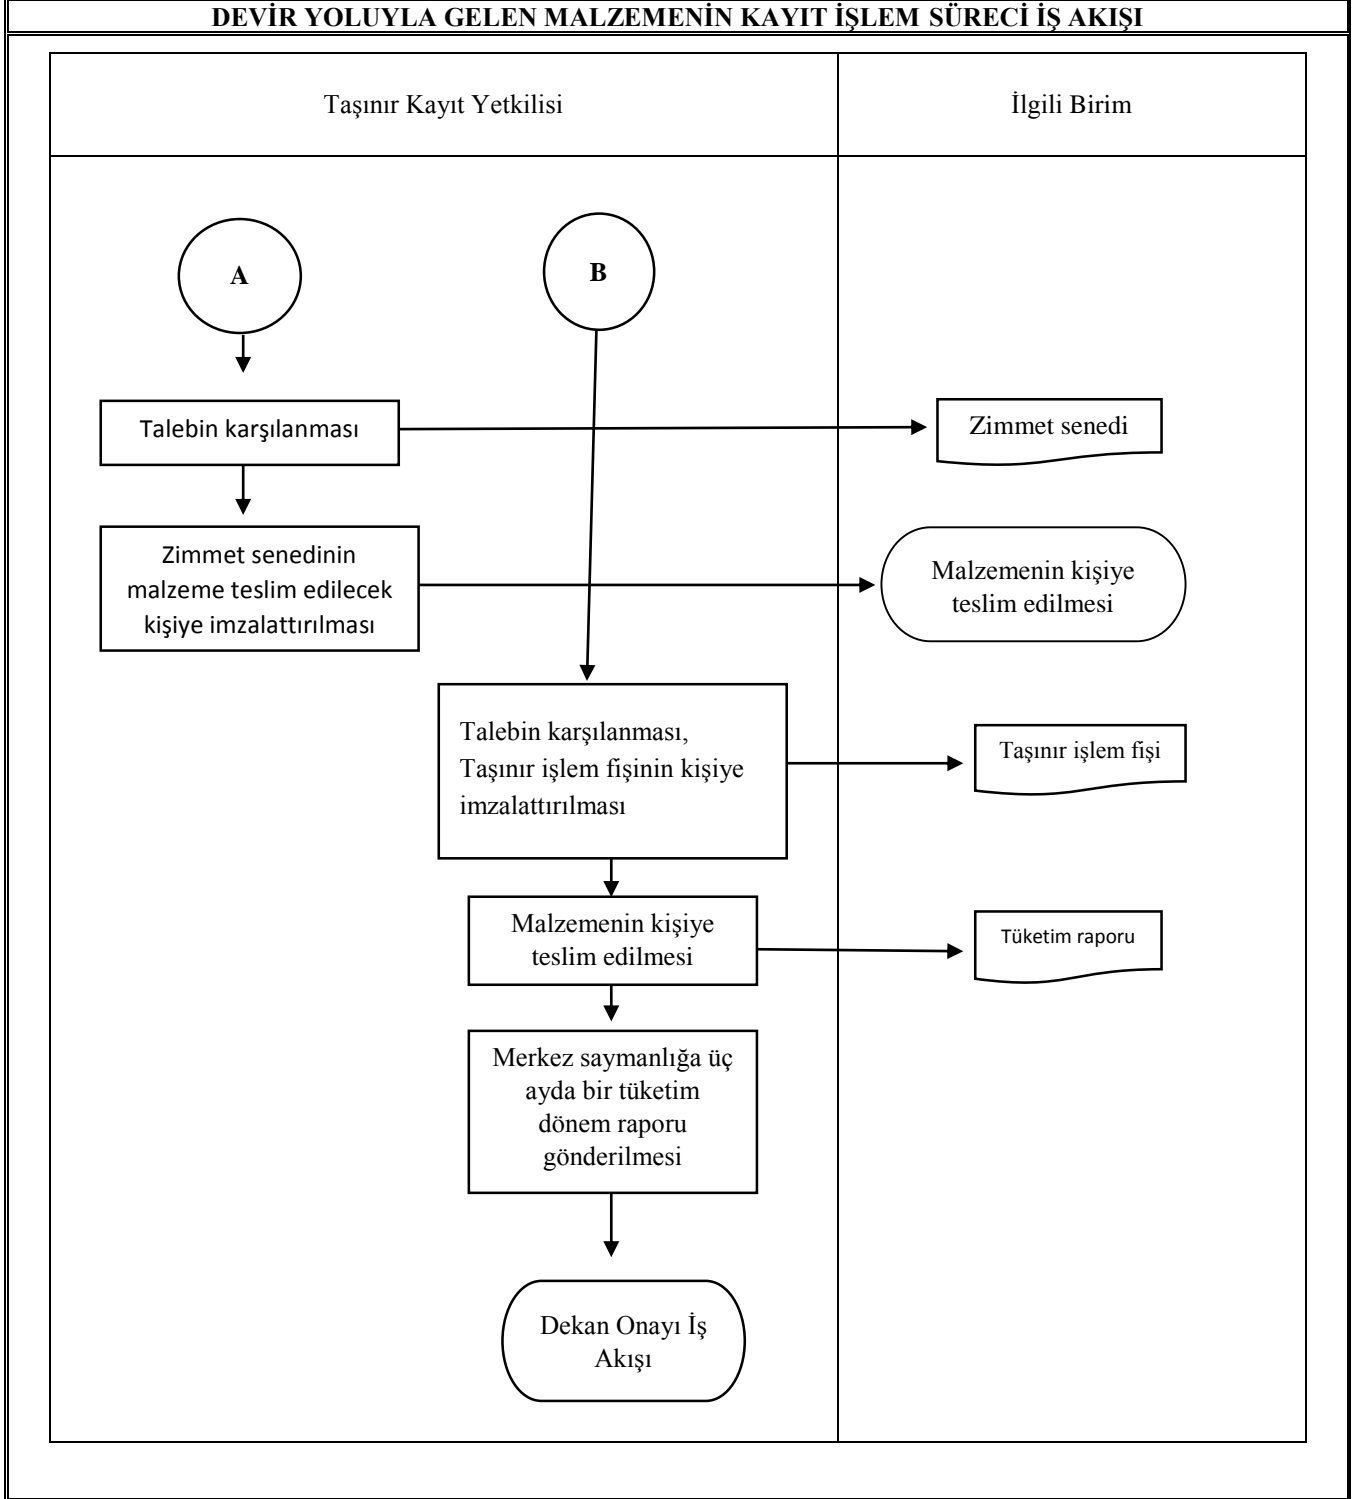 DEVİR YOLUYLA GELEN MALZEMENİN KAYIT İŞLEM SÜRECİ İŞ AKIŞI
Taşınır Kayıt Yetkilisi
İlgili Birim
A
B
Talebin karşılanması
Zimmet senedi
Zimmet senedinin
malzeme teslim edilecek
kişiye imzalattırılması
Malzemenin kişiye
teslim edilmesi
Talebin karşılanması,
Taşınır işlem fişinin kişiye
imzalattırılması
Taşınır işlem fişi
Malzemenin kişiye
teslim edilmesi
Tüketim raporu
Merkez saymanlığa üç
ayda bir tüketim
dönem raporu
gönderilmesi
Dekan Onayı İş
Akışı